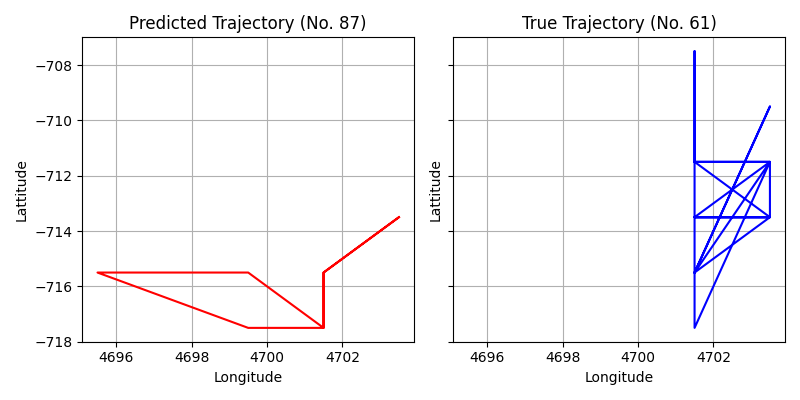 Predicted Trajectory (No. 87)
True Trajectory (No. 61)
−708
−710
−712
−714
−716
−718
Lattitude
Lattitude
4696 4698 4700 4702
4696 4698 4700 4702
Longitude
Longitude